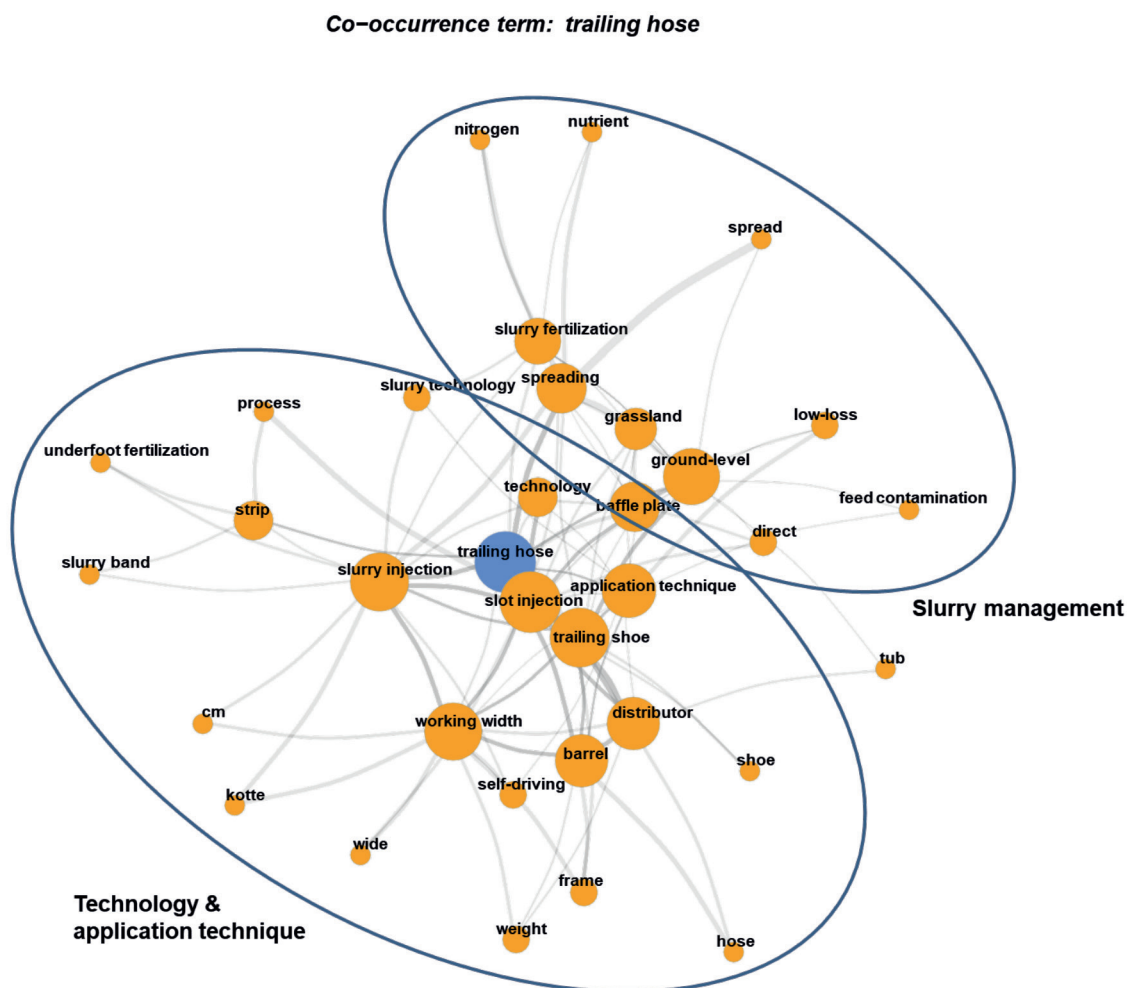 Co−occurrence term: trailing hose
nitrogen
nutrient
spread
slurry fertilization
spreading
slurry technology
process
grassland
low-loss
underfoot fertilization
ground-level
technology
feed contamination
strip
baffle plate
direct
trailing hose
slurry band
slurry injection
application technique
slot injection
Slurry management
trailing shoe
tub
cm
working width
distributor
barrel
shoe
self-driving
kotte
wide
frame
Technology &
application technique
weight
hose